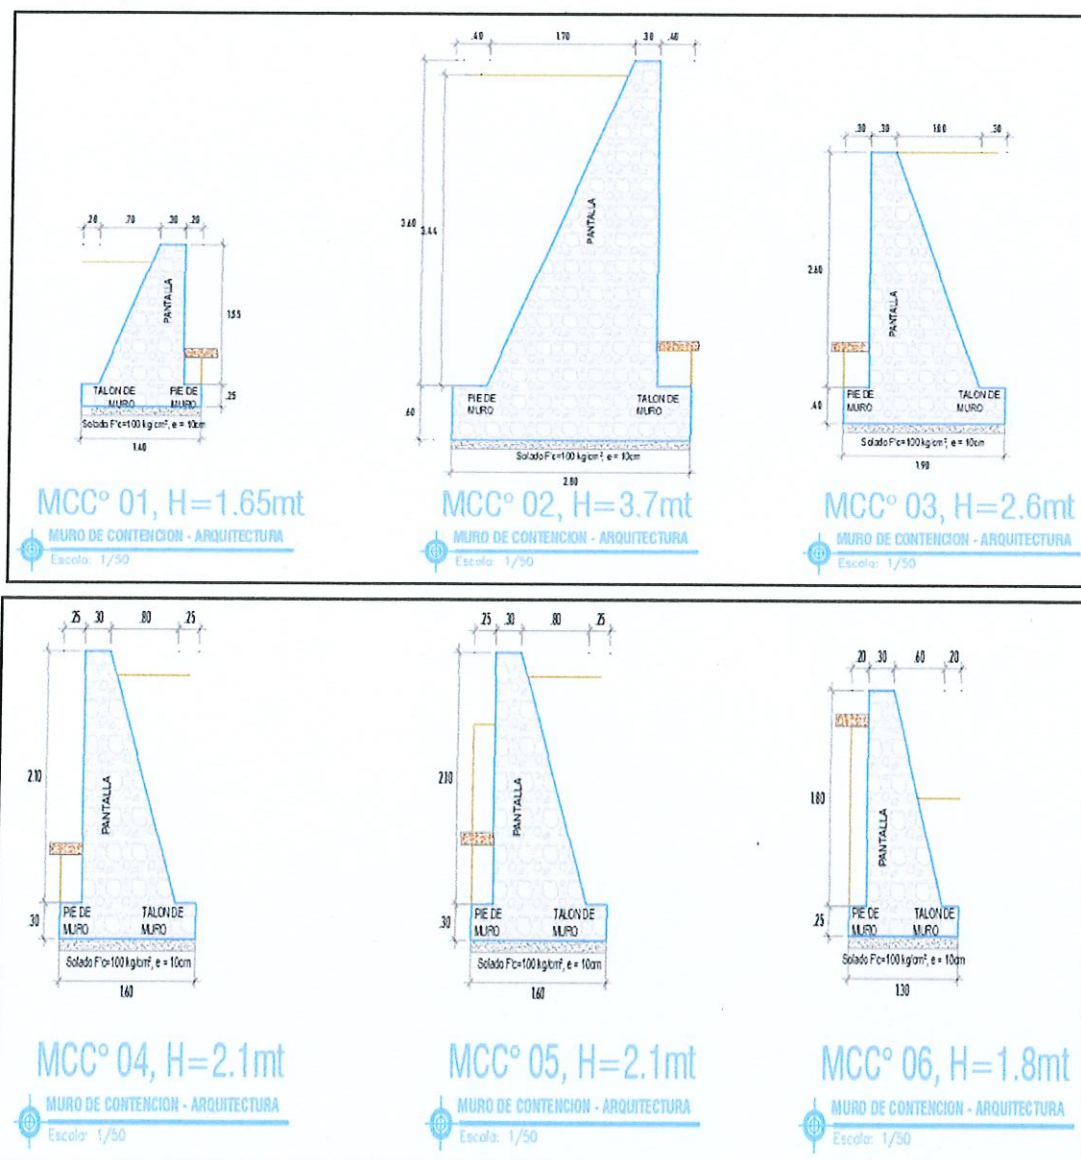 .40 1.70 .30 .40
.30 .30 1.00 .30
.20 .70 .30 .20
3.60
3.44
PANTALLA
2.60
PANTALLA
1.55
PANTALLA
TALON DE MURO
PIE DE MURO
.25
Solado F'c=100 kg/cm², e = 10cm
1.40
PIE DE MURO
TALON DE MURO
.60
Solado F'c=100 kg/cm², e = 10cm
2.80
PIE DE MURO
TALON DE MURO
.40
Solado F'c=100 kg/cm², e = 10cm
1.90
MCC° 01, H=1.65mt
MURO DE CONTENCION - ARQUITECTURA
Escala: 1/50
MCC° 02, H=3.7mt
MURO DE CONTENCION - ARQUITECTURA
Escala: 1/50
MCC° 03, H=2.6mt
MURO DE CONTENCION - ARQUITECTURA
Escala: 1/50
.25 .30 .80 .25
2.10
PANTALLA
.30
PIE DE MURO
TALON DE MURO
Solado F'c=100 kg/cm², e = 10cm
1.60
MCC° 04, H=2.1mt
MURO DE CONTENCION - ARQUITECTURA
Escala: 1/50
.25 .30 .80 .25
2.10
PANTALLA
.30
PIE DE MURO
TALON DE MURO
Solado F'c=100 kg/cm², e = 10cm
1.60
MCC° 05, H=2.1mt
MURO DE CONTENCION - ARQUITECTURA
Escala: 1/50
.20 .30 .60 .20
1.80
PANTALLA
.25
PIE DE MURO
TALON DE MURO
Solado F'c=100 kg/cm², e = 10cm
1.30
MCC° 06, H=1.8mt
MURO DE CONTENCION - ARQUITECTURA
Escala: 1/50